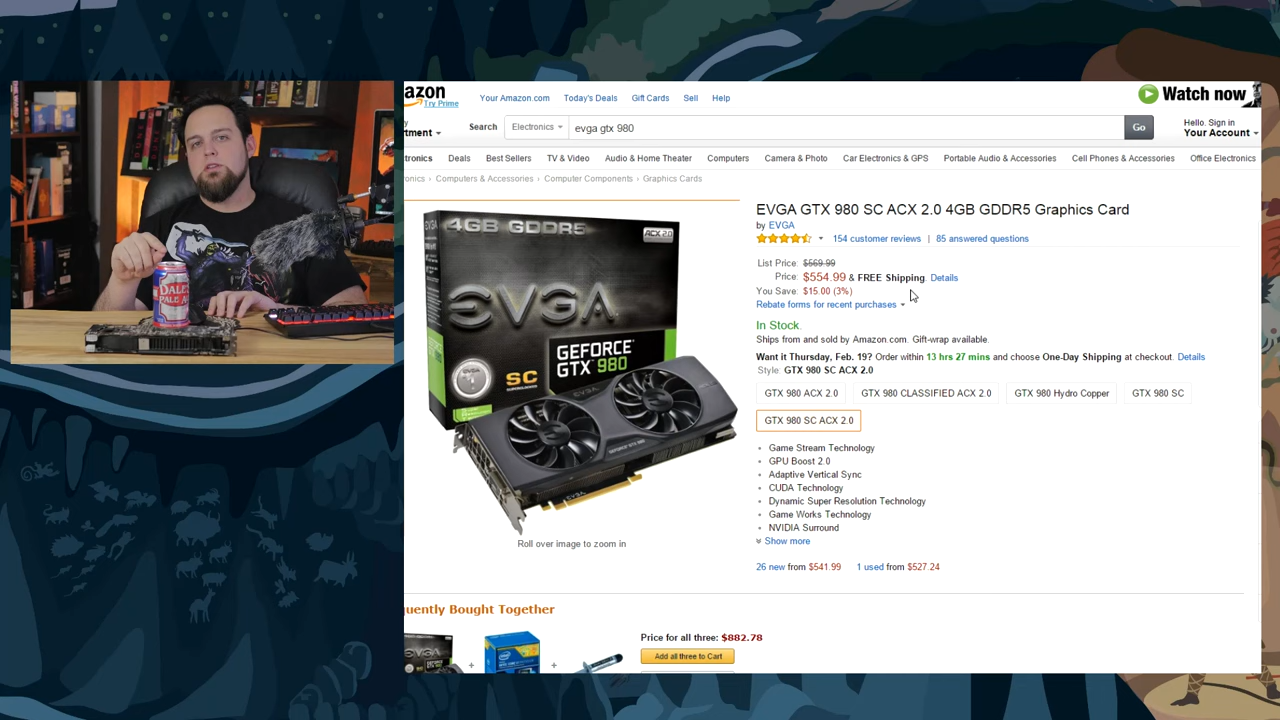 azon
Try Prime
Your Amazon.com Today's Deals Gift Cards Sell Help
Watch now
tment
Search Electronics evga gtx 980 Go
Hello. Sign in
Your Account
tronics Deals Best Sellers TV & Video Audio & Home Theater Computers Camera & Photo Car Electronics & GPS Portable Audio & Accessories Cell Phones & Accessories Office Electronics
ronics › Computers & Accessories › Computer Components › Graphics Cards
4GB GDDR5
ACX 2.0
EVGA
GEFORCE
GTX 980
SC
EVGA
DALE'S
PALE ALE
EVGA GTX 980 SC ACX 2.0 4GB GDDR5 Graphics Card
by EVGA
154 customer reviews | 85 answered questions
List Price: $569.99
Price: $554.99 & FREE Shipping. Details
You Save: $15.00 (3%)
Rebate forms for recent purchases
In Stock.
Ships from and sold by Amazon.com. Gift-wrap available.
Want it Thursday, Feb. 19? Order within 13 hrs 27 mins and choose One-Day Shipping at checkout. Details
Style: GTX 980 SC ACX 2.0
GTX 980 ACX 2.0 GTX 980 CLASSIFIED ACX 2.0 GTX 980 Hydro Copper GTX 980 SC
GTX 980 SC ACX 2.0
Game Stream Technology
GPU Boost 2.0
Adaptive Vertical Sync
CUDA Technology
Dynamic Super Resolution Technology
Game Works Technology
NVIDIA Surround
Show more
Roll over image to zoom in
26 new from $541.99 1 used from $527.24
quently Bought Together
Price for all three: $882.78
+ +
Add all three to Cart